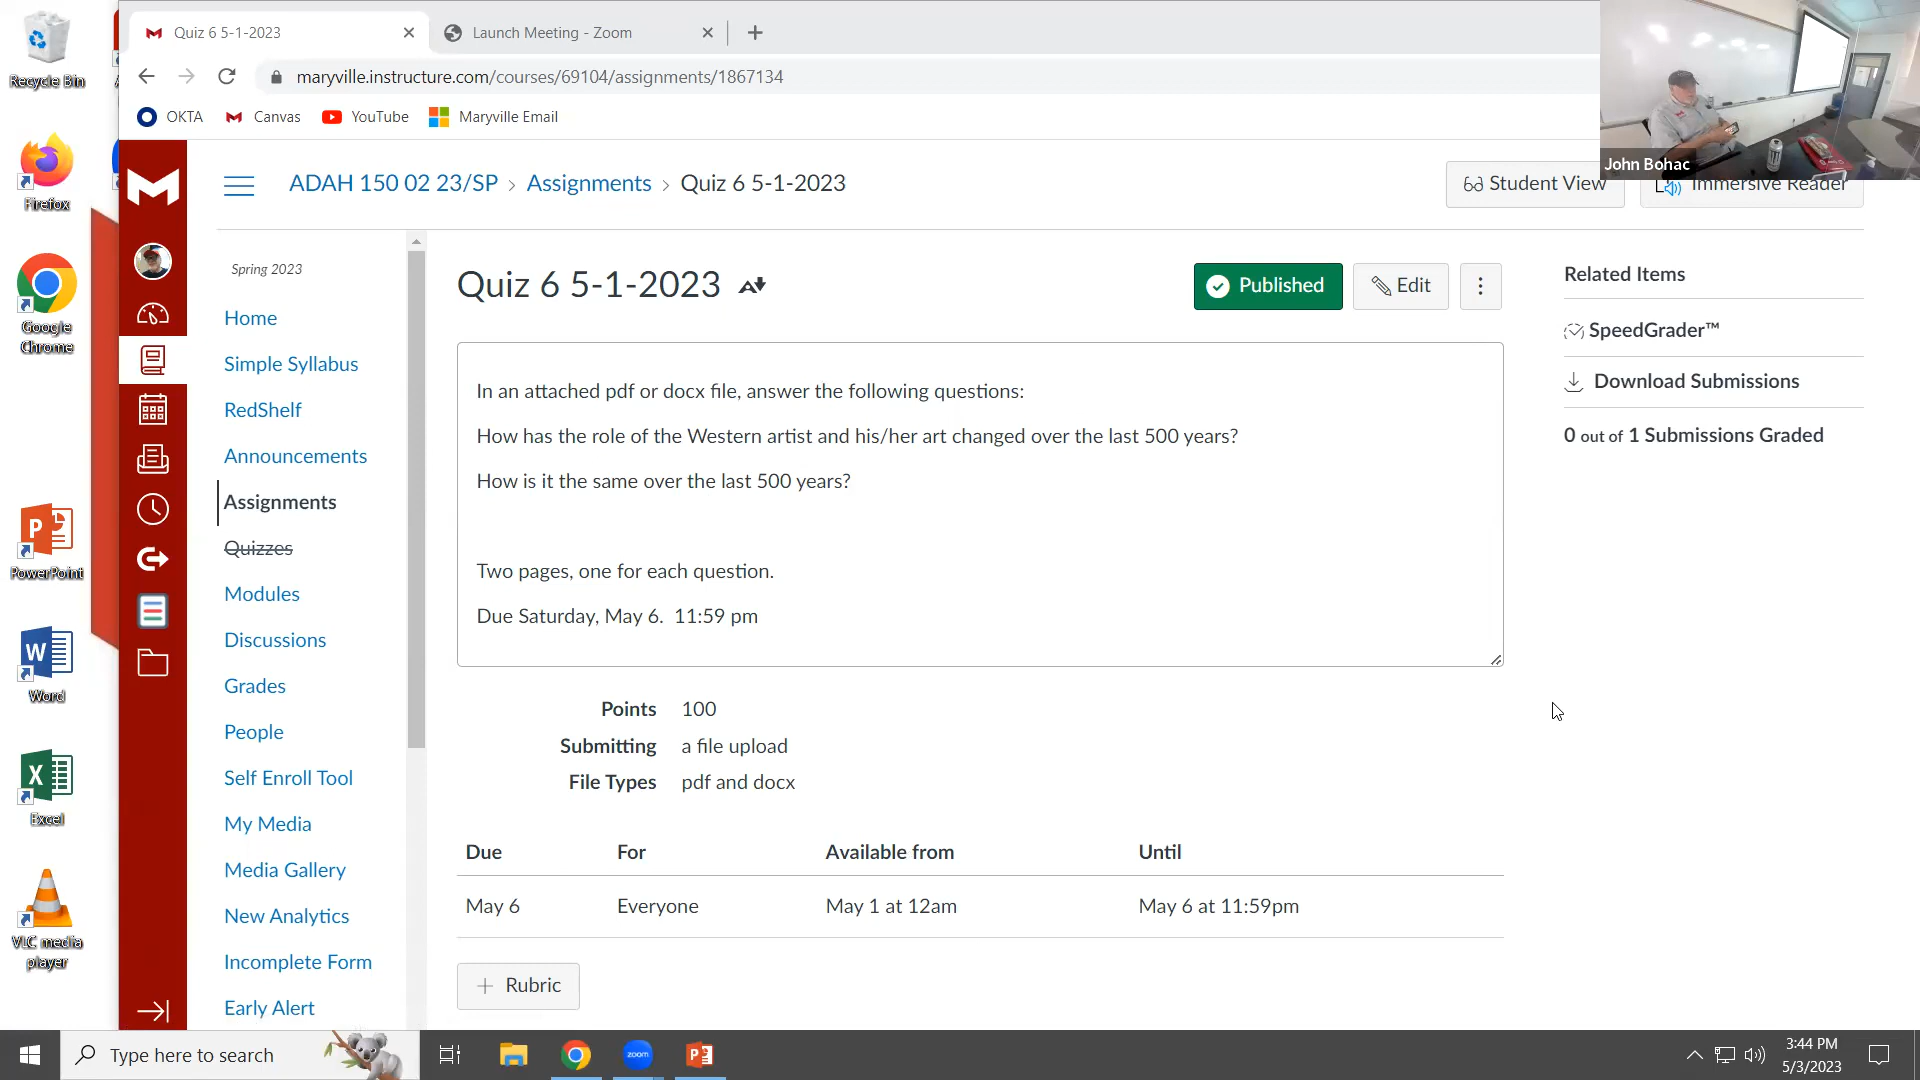 Quiz 6 5-1-2023
Launch Meeting - Zoom
maryville.instructure.com/courses/69104/assignments/1867134
OKTA
Canvas
YouTube
Maryville Email
John Bohac
ADAH 150 02 23/SP > Assignments > Quiz 6 5-1-2023
Student View
Immersive Reader
Recycle Bin
Firefox
Google Chrome
PowerPoint
Word
Excel
VLC media player
Spring 2023
Home
Simple Syllabus
RedShelf
Announcements
Assignments
Quizzes
Modules
Discussions
Grades
People
Self Enroll Tool
My Media
Media Gallery
New Analytics
Incomplete Form
Early Alert
Quiz 6 5-1-2023
Published
Edit
In an attached pdf or docx file, answer the following questions:
How has the role of the Western artist and his/her art changed over the last 500 years?
How is it the same over the last 500 years?
Two pages, one for each question.
Due Saturday, May 6.  11:59 pm
Points 100
Submitting a file upload
File Types pdf and docx
Due For Available from Until
May 6 Everyone May 1 at 12am May 6 at 11:59pm
+ Rubric
Related Items
SpeedGrader™
Download Submissions
0 out of 1 Submissions Graded
Type here to search
zoom
3:44 PM
5/3/2023